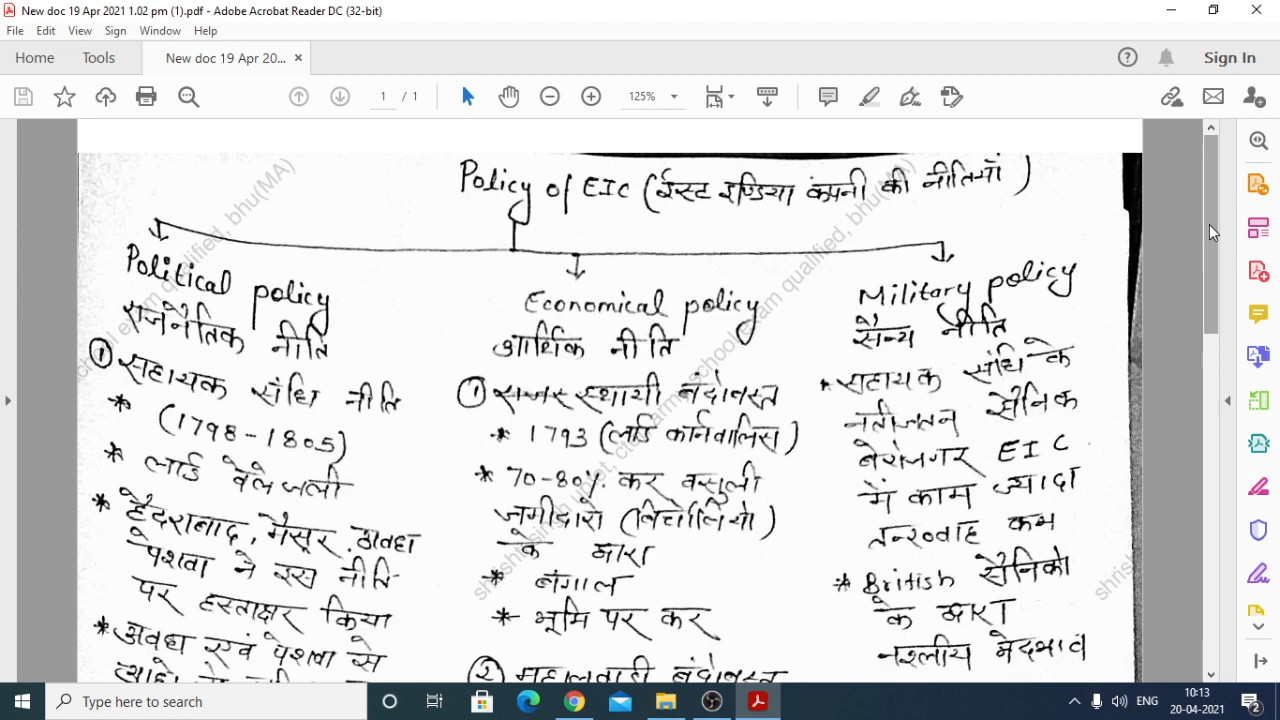 New doc 19 Apr 2021 1.02 pm (1).pdf - Adobe Acrobat Reader DC (32-bit)
File Edit View Sign Window Help
Home Tools New doc 19 Apr 20... × Sign In
1 / 1 125%
Policy of EIC (ईस्ट इण्डिया कंपनी की नीतियाँ)
Political policy
राजनैतिक नीति
① सहायक संधि नीति
* (1798-1805)
* लार्ड वेलेजली
* हैदराबाद, मैसूर, अवध
पेशवा ने इस नीति
पर हस्ताक्षर किया
* अवध एवं पेशवा से
Economical policy
आर्थिक नीति
① स्थायी बंदोबस्त
* 1793 (लार्ड कार्नवालिस)
* 70-80% कर वसुली
जमीदारो (बिचोलियो)
के द्वारा
* बंगाल
* भूमि पर कर
② महालवाडी बंदोबस्त
Military policy
सैन्य नीति
* सहायक संधि के
नतीजतन सैनिक
बेरोजगार EIC
में काम ज्यादा
तनख्वाह कम
* British सैनिको
के द्वारा
नश्लीय भेदभाव
Type here to search
ENG 10:13
20-04-2021
2